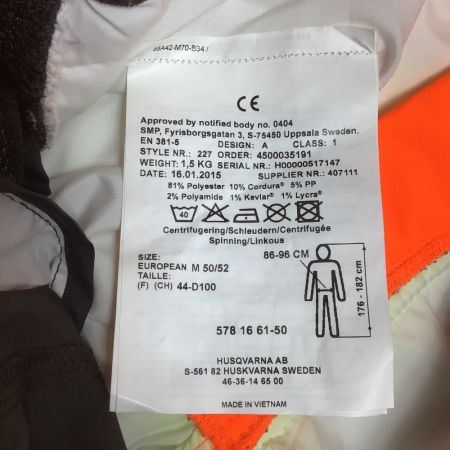 38A42-M70-B34 /
CE
Approved by notified body no. 0404
SMP, Fyrisborgsgatan 3, S-75450 Uppsala Sweden.
EN 381-5 DESIGN: A CLASS: 1
STYLE NR.: 227 ORDER: 4500035191
WEIGHT: 1,5 KG SERIAL NR.: H00000517147
DATE: 16.01.2015 SUPPLIER NR.: 407111
81% Polyester 10% Cordura® 5% PP
2% Polyamide 1% Kevlar® 1% Lycra®
40
Centrifugering/Schleudern/Centrifugée
Spinning/Linkous
SIZE: 86-96 CM
EUROPEAN M 50/52
TAILLE:
(F) (CH) 44-D100
176 - 182 cm
578 16 61-50
HUSQVARNA AB
S-561 82 HUSKVARNA SWEDEN
46-36-14 65 00
MADE IN VIETNAM